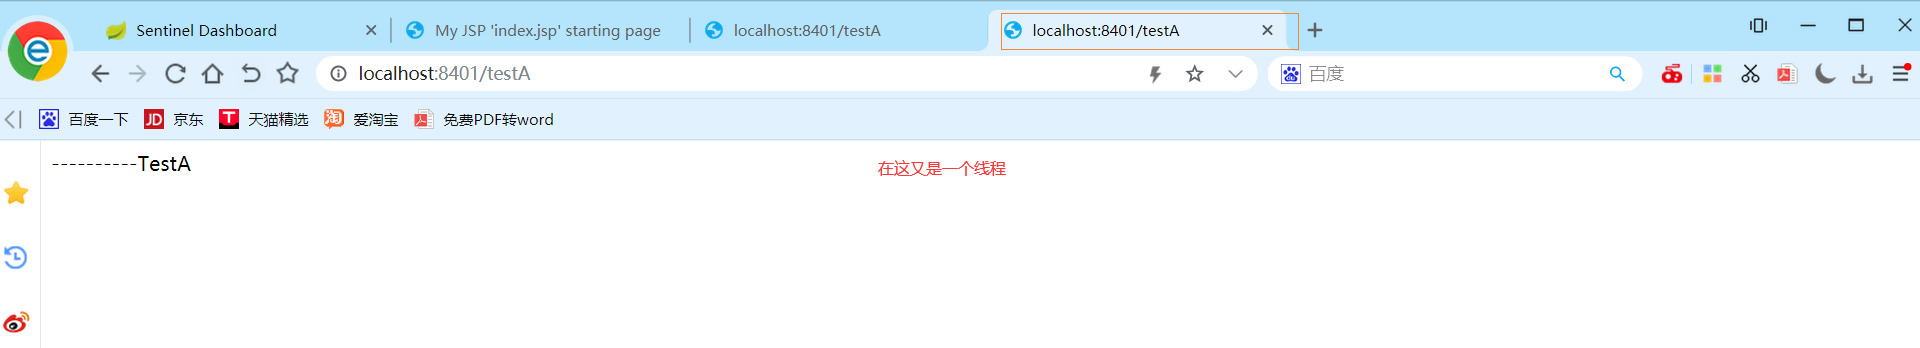 Sentinel Dashboard
My JSP 'index.jsp' starting page
localhost:8401/testA
localhost:8401/testA
localhost:8401/testA
百度
百度一下
JD 京东
T 天猫精选
淘 爱淘宝
免费PDF转word
----------TestA
在这又是一个线程